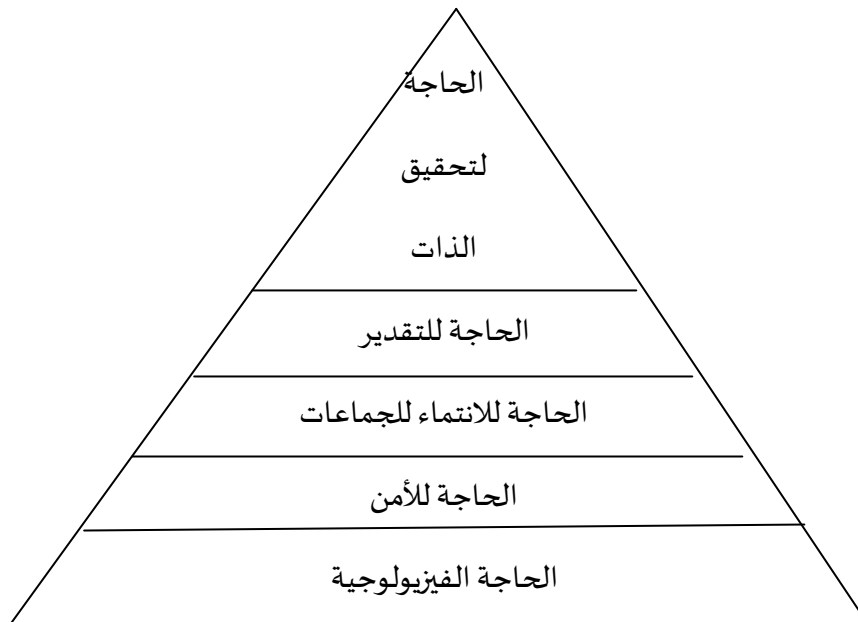 الحاجة
لتحقيق
الذات
الحاجة للتقدير
الحاجة للانتماء للجماعات
الحاجة للأمن
الحاجة الفيزيولوجية